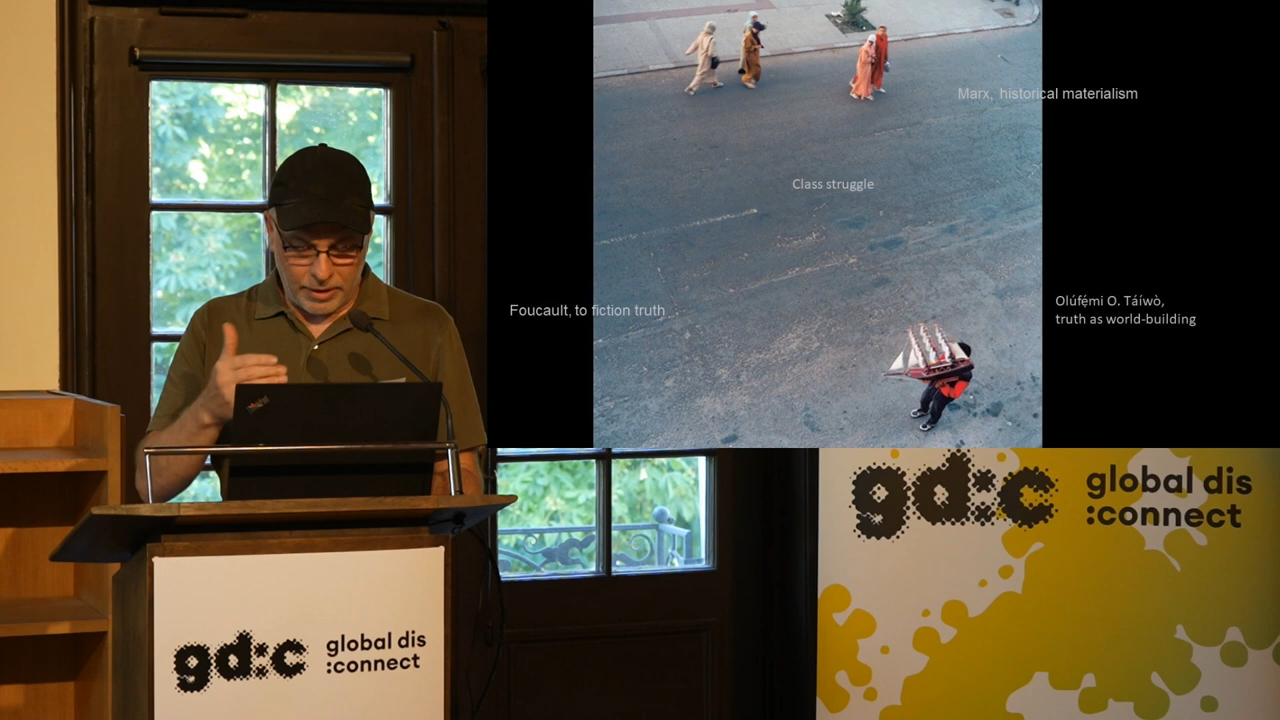 Marx, historical materialism
Class struggle
Foucault, to fiction truth
Olúfẹ́mi O. Táíwò,
truth as world-building
gd:c
global dis
:connect
gd:c
global dis
:connect